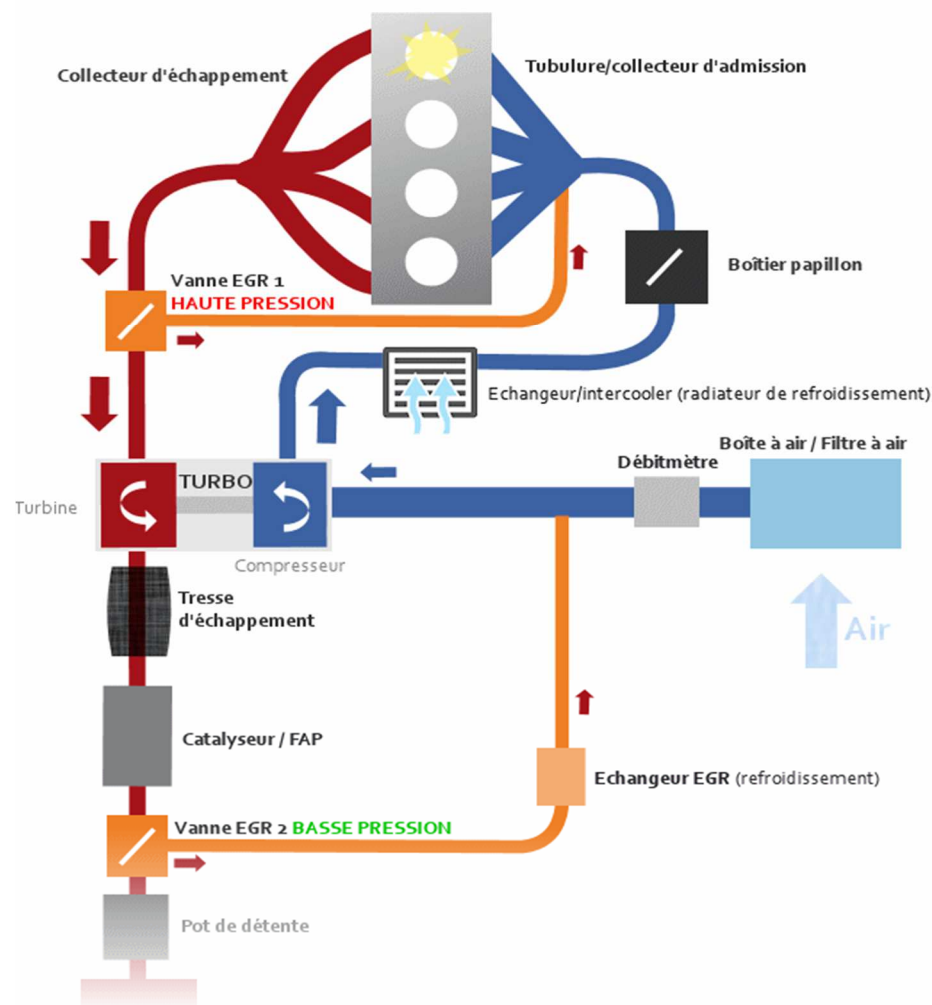 Collecteur d'échappement
Tubulure/collecteur d'admission
Vanne EGR 1
HAUTE PRESSION
Boîtier papillon
Echangeur/intercooler (radiateur de refroidissement)
Boîte à air / Filtre à air
Débitmètre
TURBO
Turbine
Compresseur
Tresse
d'échappement
Air
Catalyseur / FAP
Echangeur EGR (refroidissement)
Vanne EGR 2 BASSE PRESSION
Pot de détente